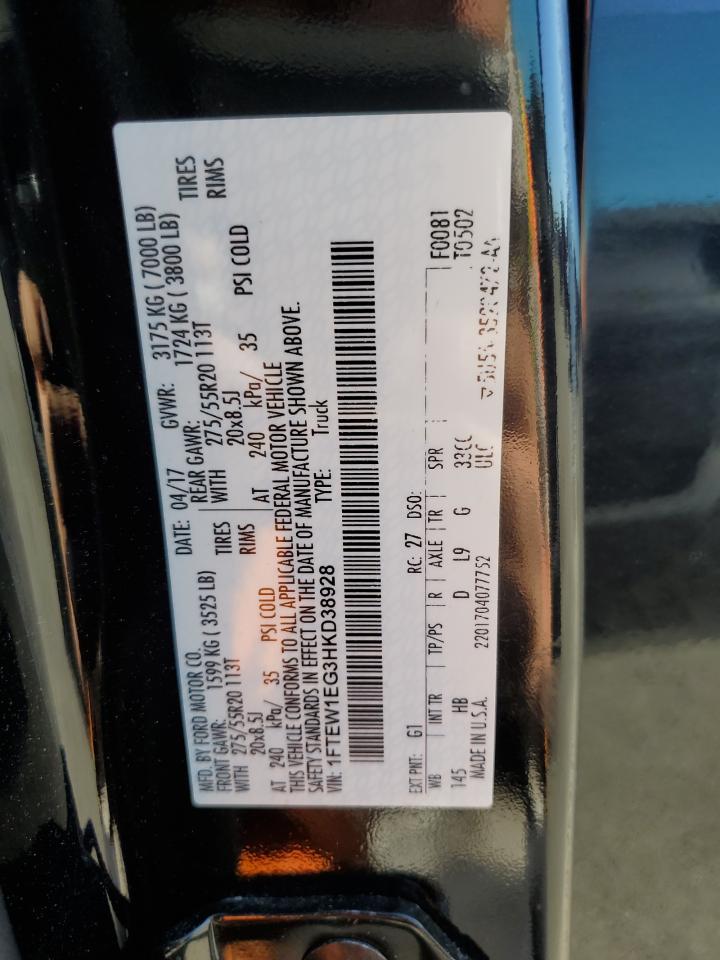 MFD. BY FORD MOTOR CO. DATE: 04/17 GVWR: 3175 KG ( 7000 LB)
FRONT GAWR: 1599 KG ( 3525 LB) REAR GAWR: 1724 KG ( 3800 LB)
WITH 275/55R20 113T TIRES WITH 275/55R20 113T TIRES
20x8.5J RIMS 20x8.5J RIMS
AT 240 kPa/ 35 PSI COLD AT 240 kPa/ 35 PSI COLD
THIS VEHICLE CONFORMS TO ALL APPLICABLE FEDERAL MOTOR VEHICLE
SAFETY STANDARDS IN EFFECT ON THE DATE OF MANUFACTURE SHOWN ABOVE.
VIN: 1FTEW1EG3HKD38928 TYPE: Truck
EXT PNT: G1 RC: 27 DSO: F0081
WB INT TR TP/PS R AXLE TR SPR T0502
145 HB D L9 G 33CC
MADE IN U.S.A. 22017040777752 ULC